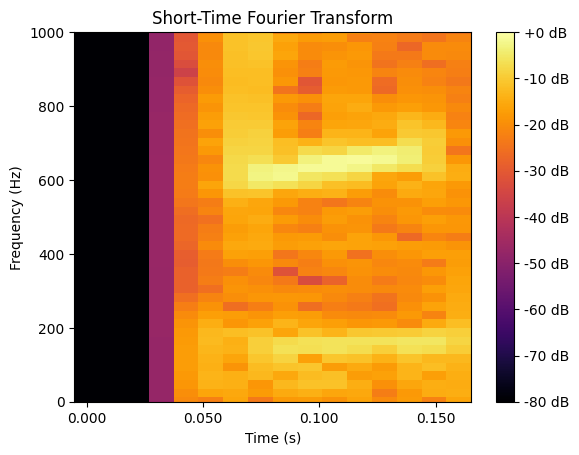 Short-Time Fourier Transform
1000
800
600
400
200
0
Frequency (Hz)
0.000
0.050
0.100
0.150
Time (s)
+0 dB
-10 dB
-20 dB
-30 dB
-40 dB
-50 dB
-60 dB
-70 dB
-80 dB